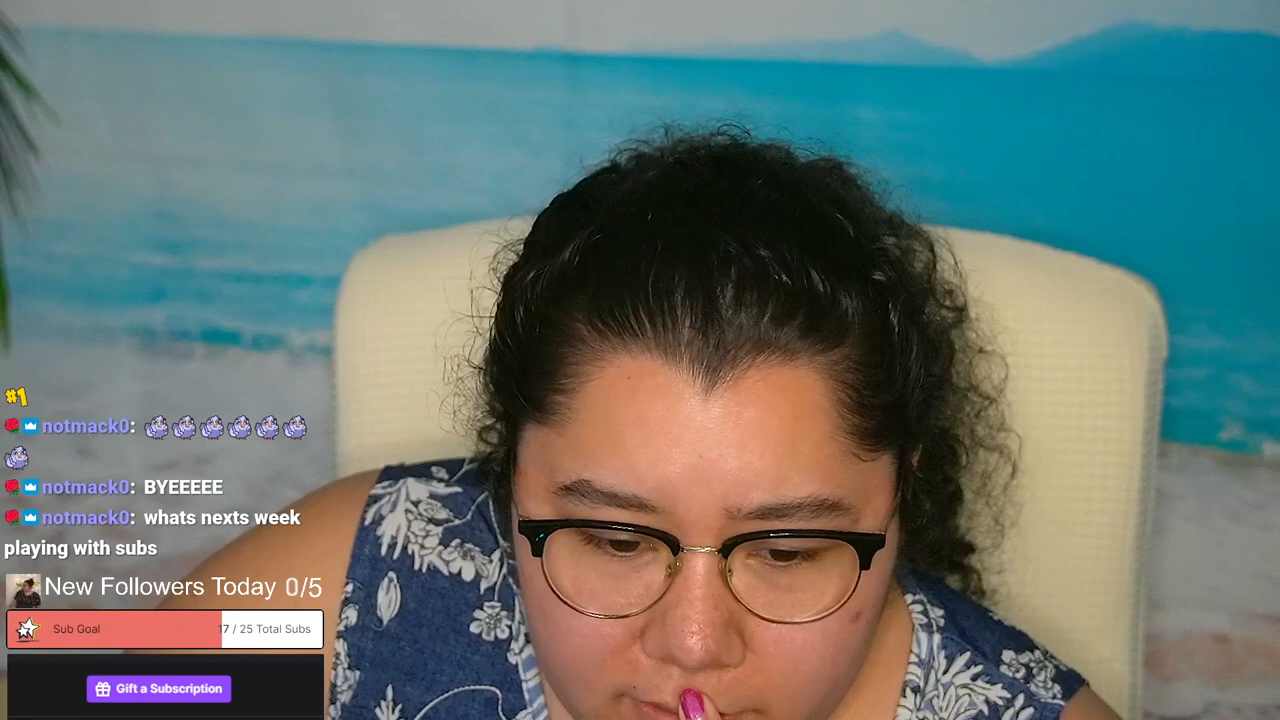 #1
notmack0:
notmack0: BYEEEEE
notmack0: whats nexts week
playing with subs
New Followers Today 0/5
Sub Goal 17 / 25 Total Subs
Gift a Subscription